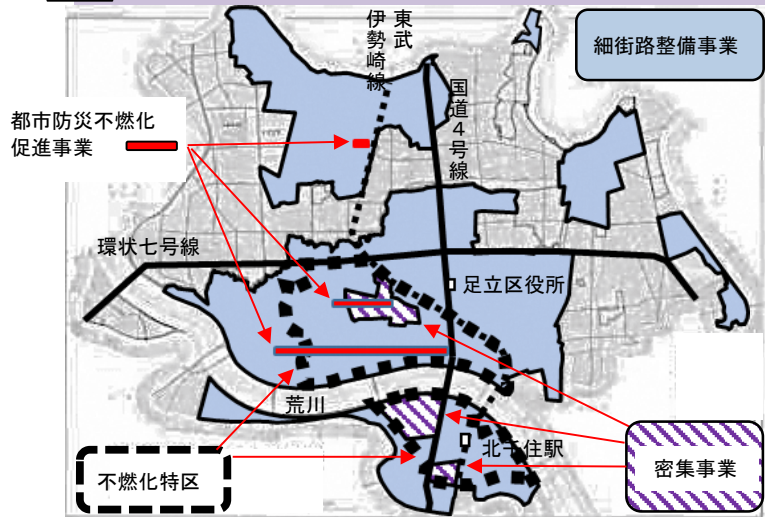 細街路整備事業
東武
伊勢崎線
国道4号線
都市防災不燃化
促進事業
環状七号線
足立区役所
荒川
北千住駅
不燃化特区
密集事業